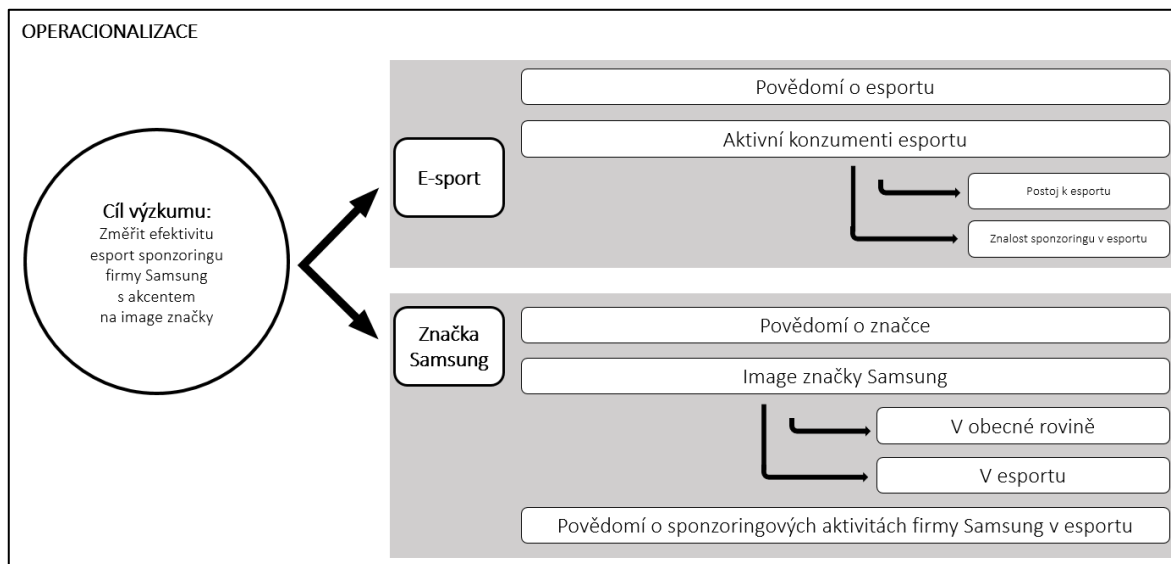 OPERACIONALIZACE
Cíl výzkumu:
Změřit efektivitu
esport sponzoringu
firmy Samsung
s akcentem
na image značky
E-sport
Povědomí o esportu
Aktivní konzumenti esportu
Postoj k esportu
Znalost sponzoringu v esportu
Značka
Samsung
Povědomí o značce
Image značky Samsung
V obecné rovině
V esportu
Povědomí o sponzoringových aktivitách firmy Samsung v esportu